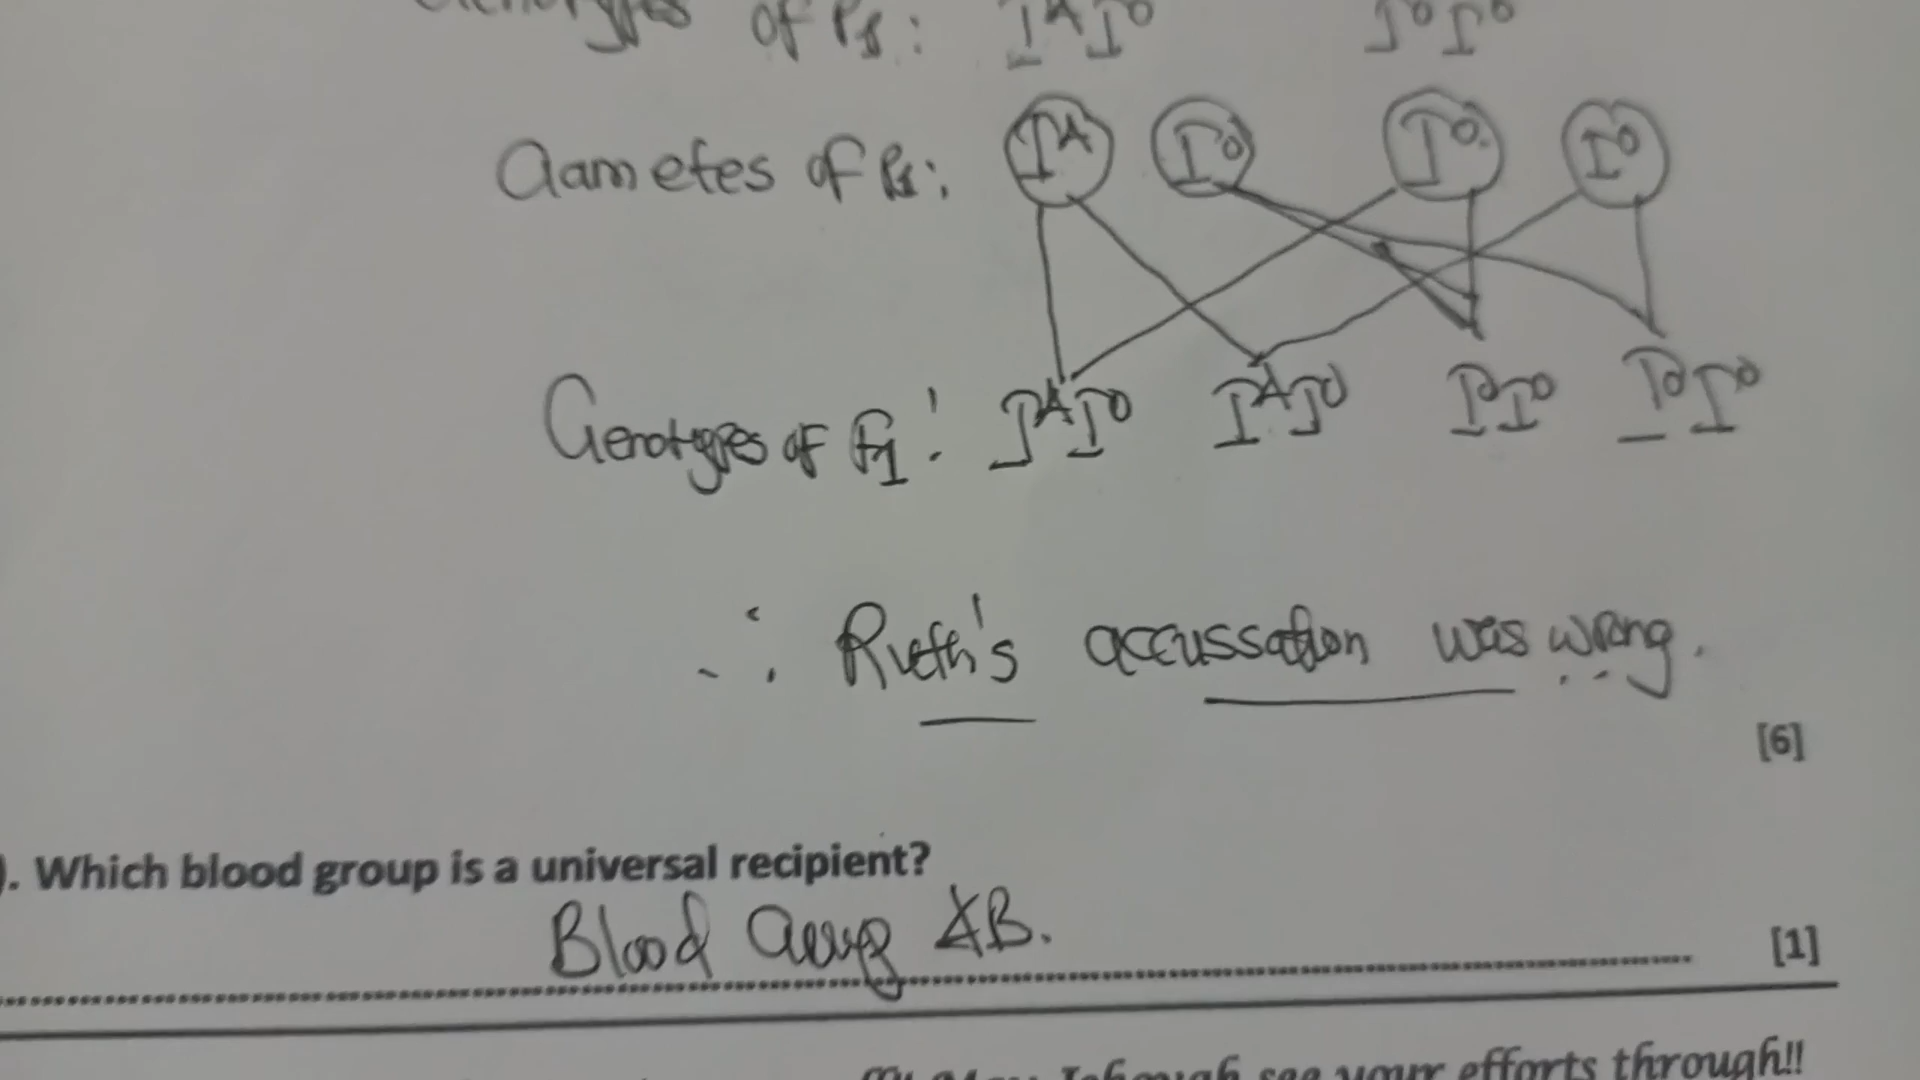 of P₁: IᴬIᴼ IᴼIᴼ
Gametes of P₁: Iᴬ Iᴼ Iᴼ Iᴼ
Genotypes of F₁: IᴬIᴼ IᴬIᴼ IᴼIᴼ IᴼIᴼ
∴ Ruth's accussation was wrong.
[6]
). Which blood group is a universal recipient?
Blood Group AB.
[1]
see your efforts through!!